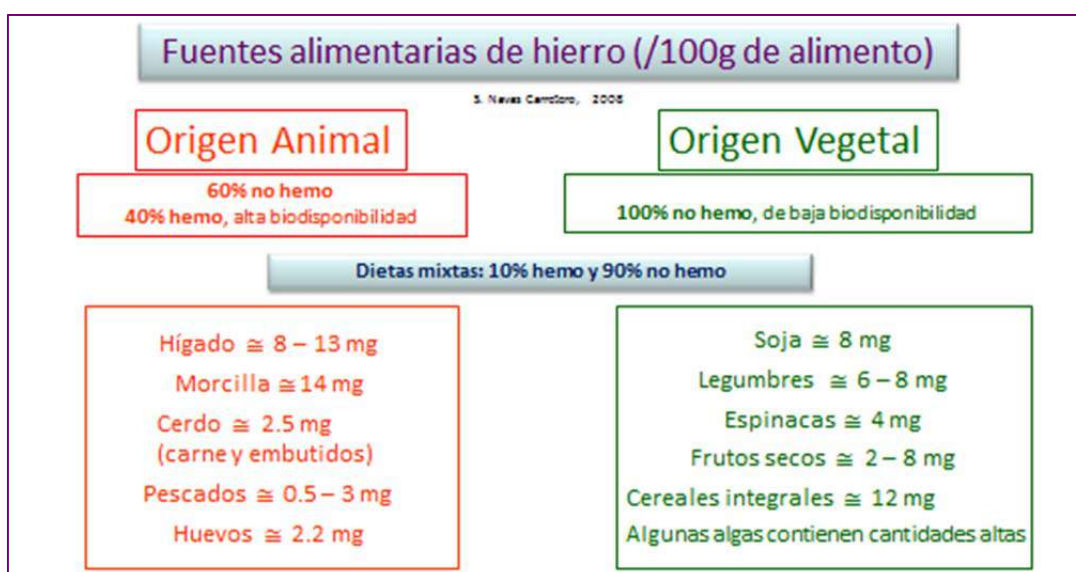 Fuentes alimentarias de hierro (/100g de alimento)
S. Navas Carretero, 2008
Origen Animal
60% no hemo
40% hemo, alta biodisponibilidad
Origen Vegetal
100% no hemo, de baja biodisponibilidad
Dietas mixtas: 10% hemo y 90% no hemo
Hígado ≅ 8 – 13 mg
Morcilla ≅ 14 mg
Cerdo ≅ 2.5 mg
(carne y embutidos)
Pescados ≅ 0.5 – 3 mg
Huevos ≅ 2.2 mg
Soja ≅ 8 mg
Legumbres ≅ 6 – 8 mg
Espinacas ≅ 4 mg
Frutos secos ≅ 2 – 8 mg
Cereales integrales ≅ 12 mg
Algunas algas contienen cantidades altas